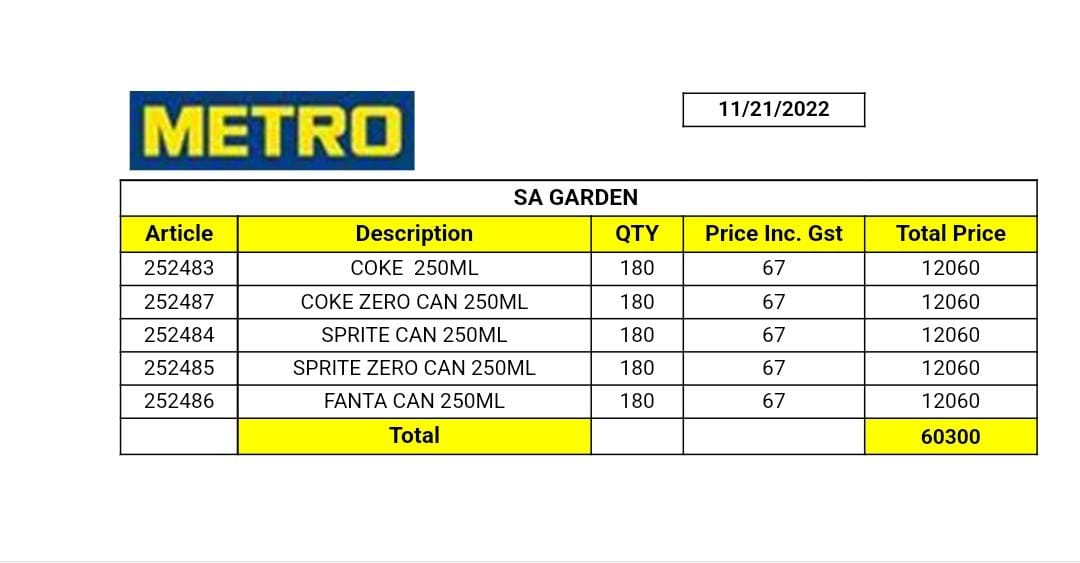 METRO
11/21/2022
SA GARDEN
Article Description QTY Price Inc. Gst Total Price
252483 COKE 250ML 180 67 12060
252487 COKE ZERO CAN 250ML 180 67 12060
252484 SPRITE CAN 250ML 180 67 12060
252485 SPRITE ZERO CAN 250ML 180 67 12060
252486 FANTA CAN 250ML 180 67 12060
Total 60300